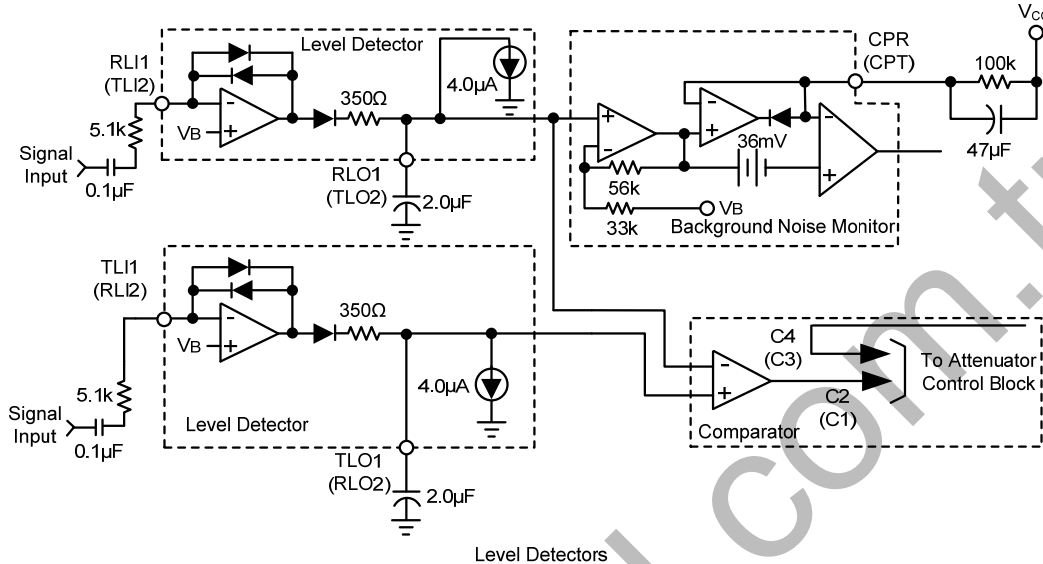 Level Detector
RLI1
(TLI2)
5.1k
VB
Signal
Input
0.1µF
350Ω
4.0µA
RLO1
(TLO2)
2.0µF
CPR
(CPT)
VCC
100k
47µF
36mV
56k
33k
VB
Background Noise Monitor
TLI1
(RLI2)
5.1k
VB
Signal
Input
0.1µF
350Ω
4.0µA
Level Detector
TLO1
(RLO2)
2.0µF
C4
(C3)
C2
(C1)
To Attenuator
Control Block
Comparator
Level Detectors